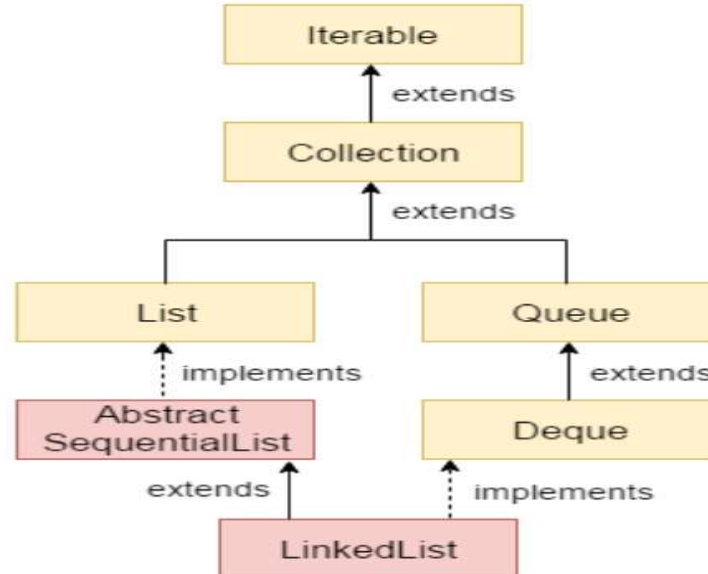 Iterable
extends
Collection
extends
List
Queue
implements
extends
Abstract
SequentialList
Deque
extends
implements
LinkedList